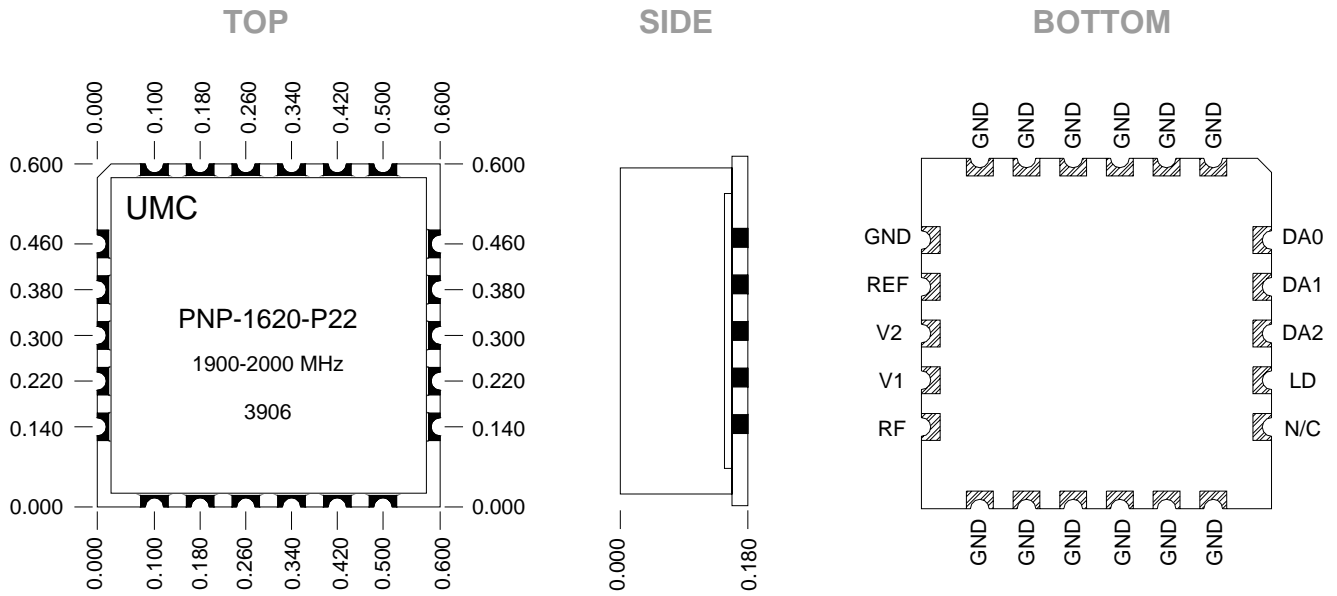 TOP
SIDE
BOTTOM
0.000
0.100
0.180
0.260
0.340
0.420
0.500
0.600
0.600
0.460
0.380
0.300
0.220
0.140
0.000
UMC
PNP-1620-P22
1900-2000 MHz
3906
0.600
0.460
0.380
0.300
0.220
0.140
0.000
0.000
0.100
0.180
0.260
0.340
0.420
0.500
0.600
0.000
0.180
GND
GND
GND
GND
GND
GND
GND
REF
V2
V1
RF
DA0
DA1
DA2
LD
N/C
GND
GND
GND
GND
GND
GND